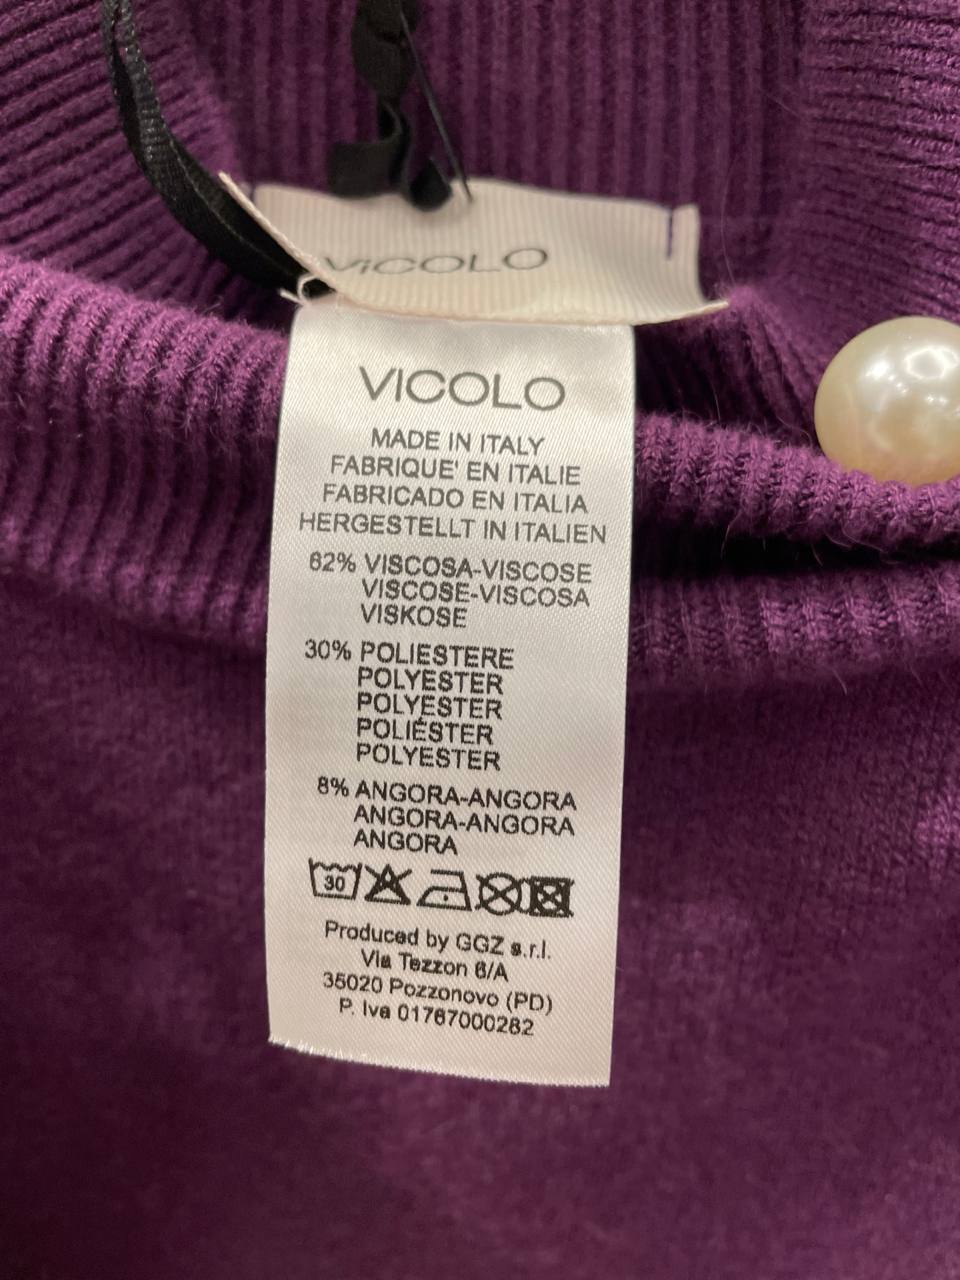 ViCOLO
VICOLO
MADE IN ITALY
FABRIQUE' EN ITALIE
FABRICADO EN ITALIA
HERGESTELLT IN ITALIEN
62% VISCOSA-VISCOSE
VISCOSE-VISCOSA
VISKOSE
30% POLIESTERE
POLYESTER
POLYESTER
POLIÉSTER
POLYESTER
8% ANGORA-ANGORA
ANGORA-ANGORA
ANGORA
30
Produced by GGZ s.r.l.
Via Tezzon 6/A
35020 Pozzonovo (PD)
P. Iva 01767000282